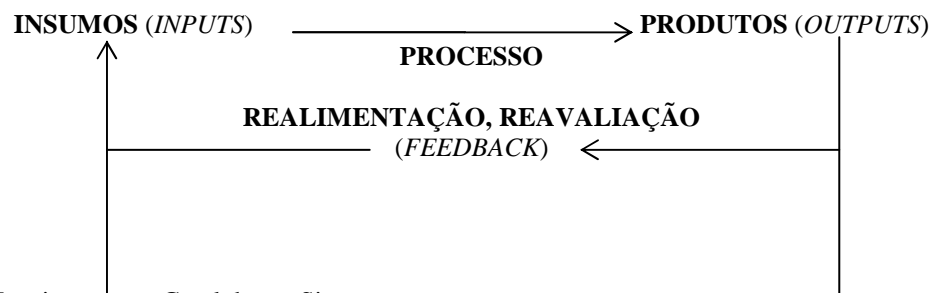 INSUMOS (INPUTS) PRODUTOS (OUTPUTS)
PROCESSO
REALIMENTAÇÃO, REAVALIAÇÃO
(FEEDBACK)